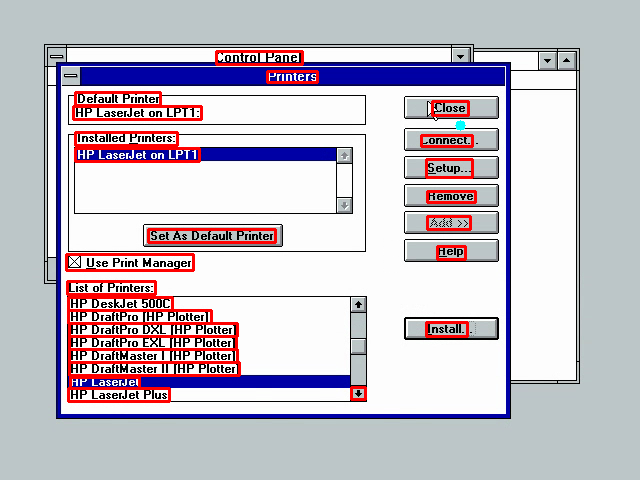 Control Panel
Printers
Default Printer
HP LaserJet on LPT1:
Close
Connect...
Installed Printers:
HP LaserJet on LPT1
Setup...
Remove
Add >>
Set As Default Printer
Help
Use Print Manager
List of Printers:
HP DeskJet 500C
HP DraftPro [HP Plotter]
HP DraftPro DXL [HP Plotter]
HP DraftPro EXL [HP Plotter]
Install...
HP DraftMaster I [HP Plotter]
HP DraftMaster II [HP Plotter
HP LaserJet
HP LaserJet Plus